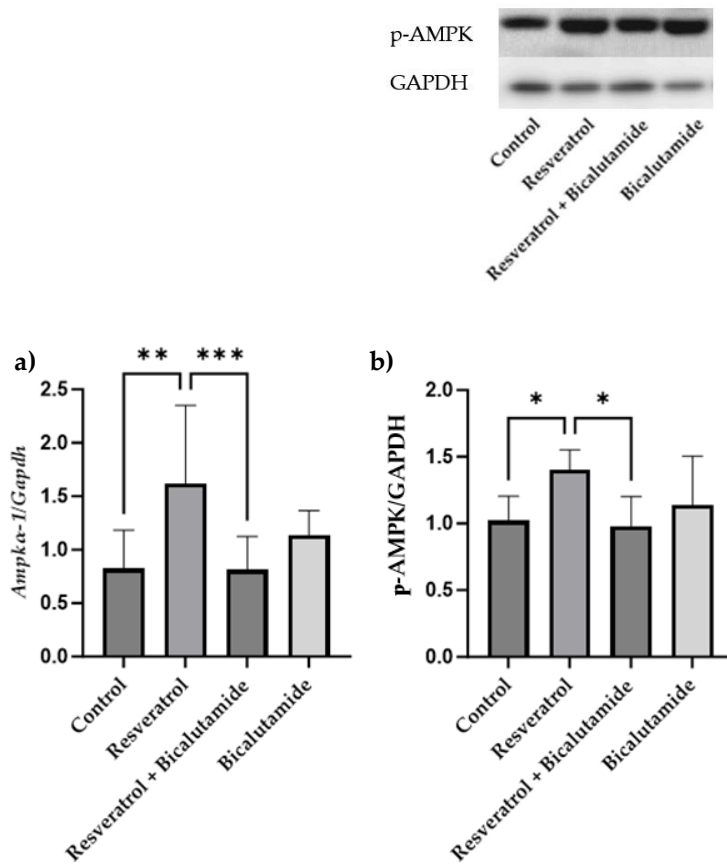 p-AMPK
GAPDH
Control
Resveratrol
Resveratrol + Bicalutamide
Bicalutamide
a)
** ***
Ampkα-1/Gapdh
2.5
2.0
1.5
1.0
0.5
0.0
Control
Resveratrol
Resveratrol + Bicalutamide
Bicalutamide
b)
* *
p-AMPK/GAPDH
2.0
1.5
1.0
0.5
0.0
Control
Resveratrol
Resveratrol + Bicalutamide
Bicalutamide